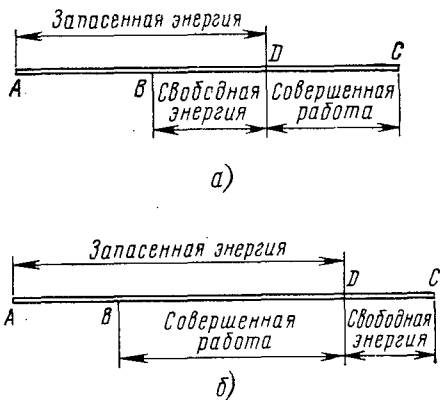 Запасенная энергия
D
C
A
B
Свободная
энергия
Совершенная
работа
а)
Запасенная энергия
D
C
A
B
Совершенная
работа
Свободная
энергия
б)